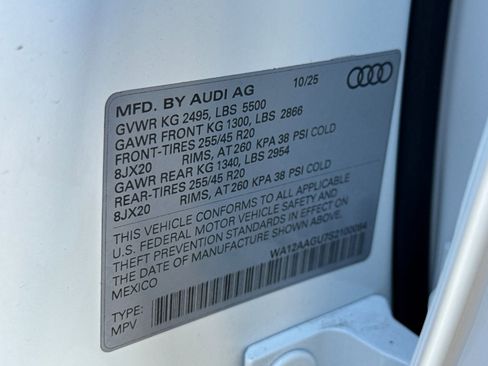 MFD. BY AUDI AG 10/25
GVWR KG 2495, LBS 5500
GAWR FRONT KG 1300, LBS 2866
FRONT-TIRES 255/45 R20
8JX20 RIMS, AT 260 KPA 38 PSI COLD
GAWR REAR KG 1340, LBS 2954
REAR-TIRES 255/45 R20
8JX20 RIMS, AT 260 KPA 38 PSI COLD
THIS VEHICLE CONFORMS TO ALL APPLICABLE
U.S. FEDERAL MOTOR VEHICLE SAFETY AND
THEFT PREVENTION STANDARDS IN EFFECT ON
THE DATE OF MANUFACTURE SHOWN ABOVE.
MEXICO WA12AAGU7S2100084
TYPE:
MPV